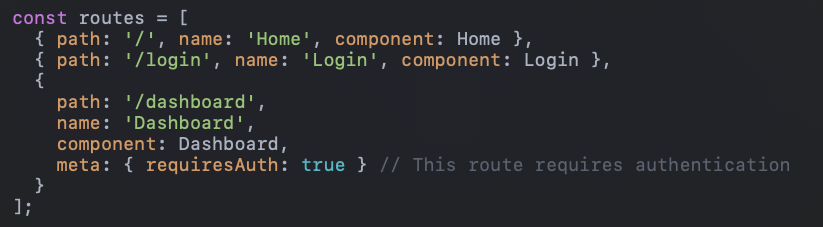 const routes = [
  { path: '/', name: 'Home', component: Home },
  { path: '/login', name: 'Login', component: Login },
  {
    path: '/dashboard',
    name: 'Dashboard',
    component: Dashboard,
    meta: { requiresAuth: true } // This route requires authentication
  }
];